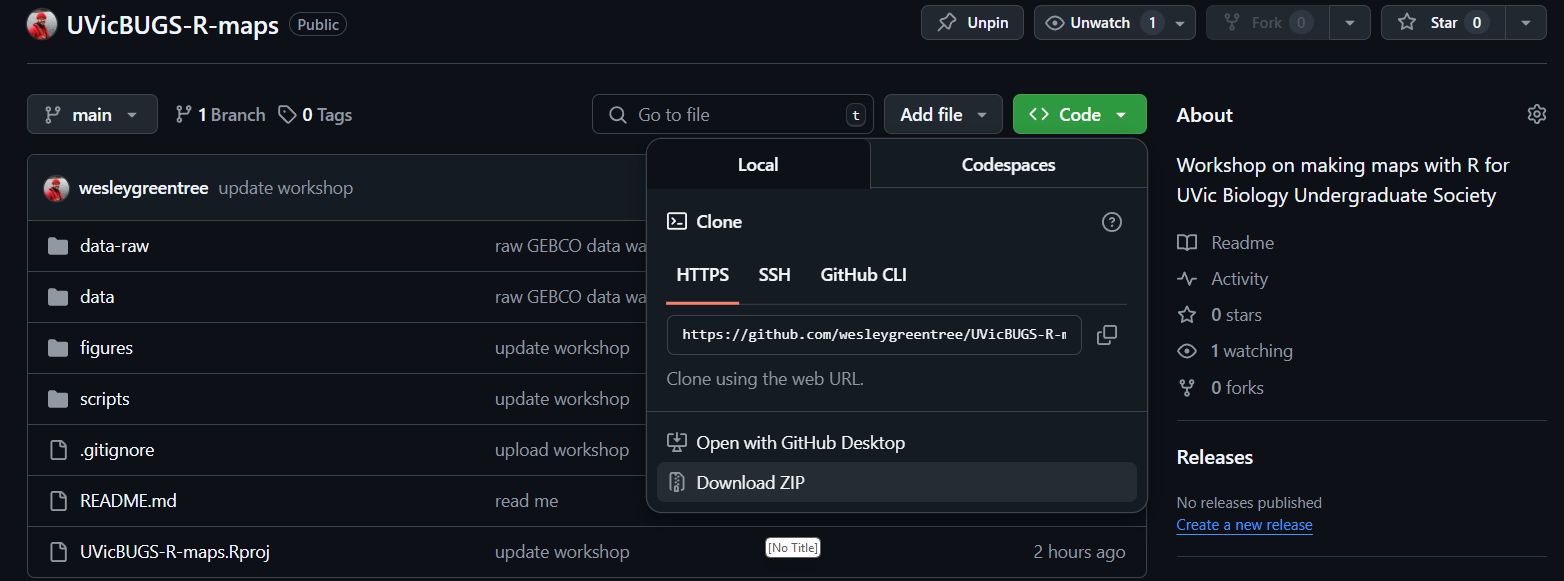 UVicBUGS-R-maps Public
Unpin
Unwatch 1
Fork 0
Star 0
main
1 Branch
0 Tags
Go to file t
Add file
<> Code
About
Workshop on making maps with R for
UVic Biology Undergraduate Society
Readme
Activity
0 stars
1 watching
0 forks
Releases
No releases published
Create a new release
Local Codespaces
Clone
HTTPS SSH GitHub CLI
https://github.com/wesleygreentree/UVicBUGS-R-m
Clone using the web URL.
Open with GitHub Desktop
Download ZIP
wesleygreentree update workshop
data-raw raw GEBCO data wa
data raw GEBCO data wa
figures update workshop
scripts update workshop
.gitignore upload workshop
README.md read me
UVicBUGS-R-maps.Rproj update workshop 2 hours ago
[No Title]